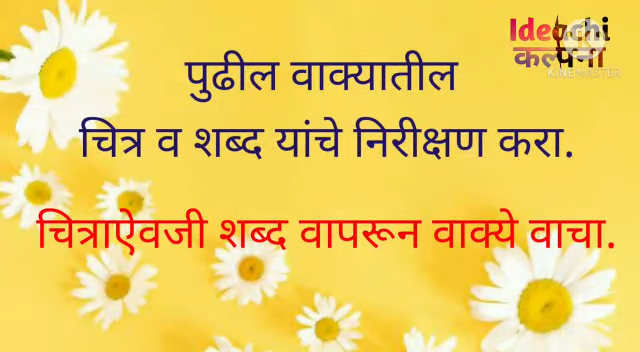 Ideachi
कल्पना
KINEMASTER
पुढील वाक्यातील
चित्र व शब्द यांचे निरीक्षण करा.
चित्राऐवजी शब्द वापरून वाक्ये वाचा.